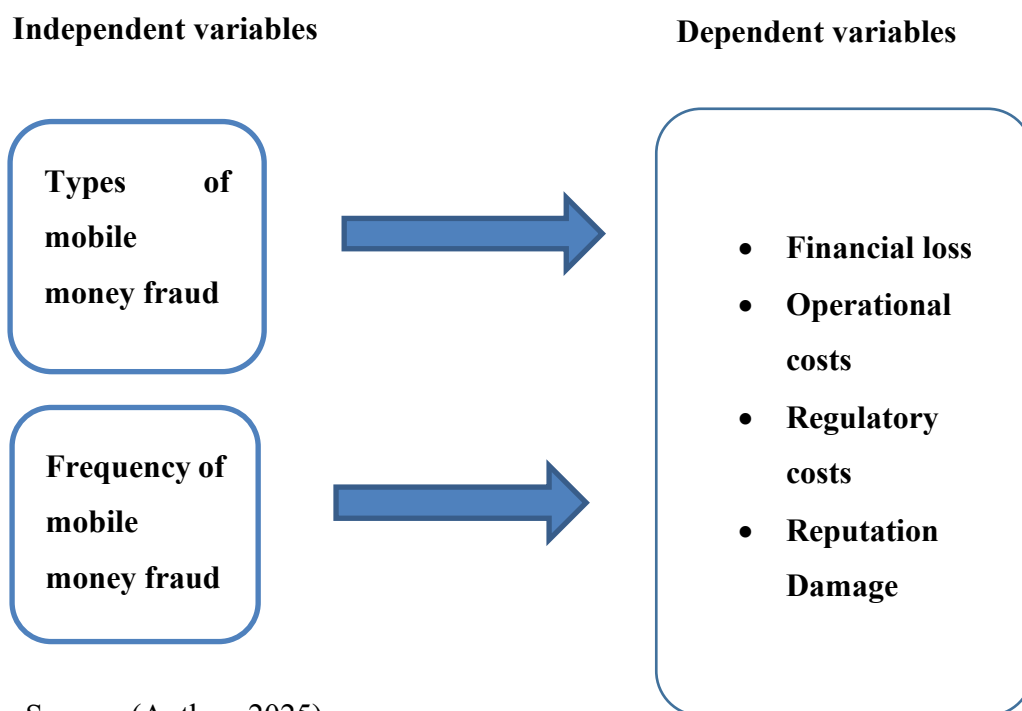 Independent variables
Dependent variables
Types of
mobile
money fraud
Frequency of
mobile
money fraud
• Financial loss
• Operational
costs
• Regulatory
costs
• Reputation
Damage
2025)